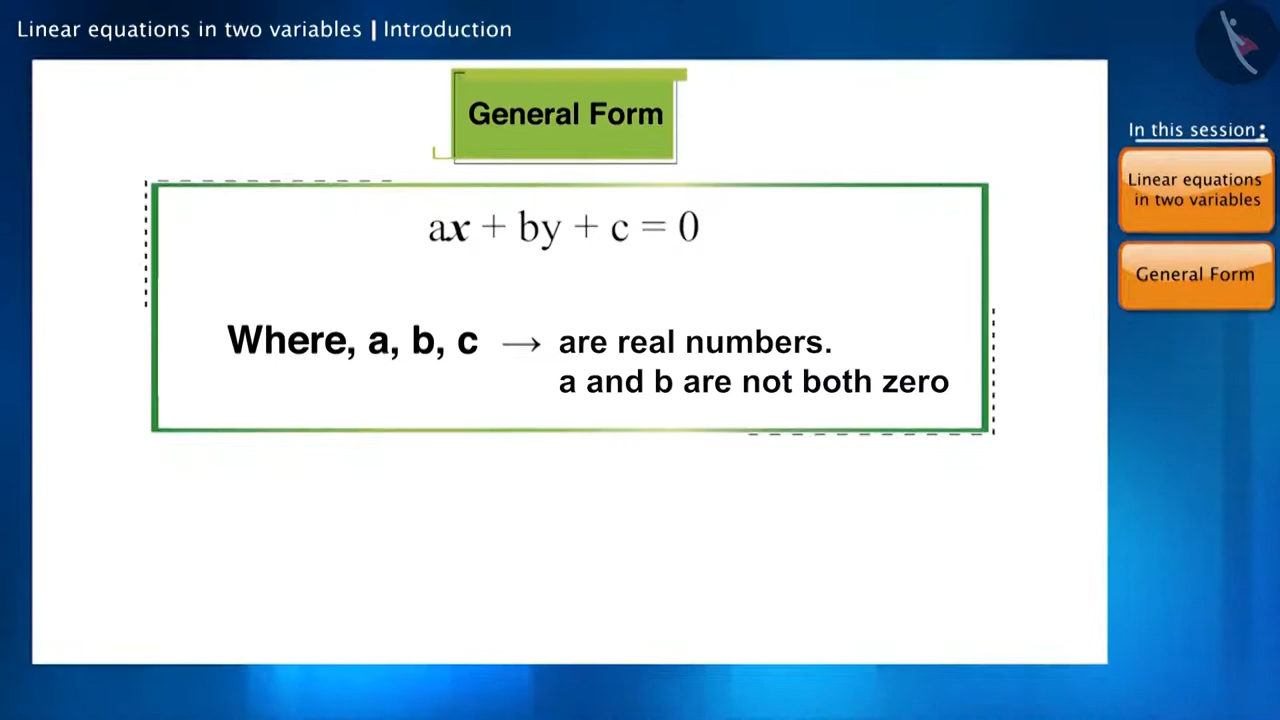 Linear equations in two variables | Introduction
General Form
ax + by + c = 0
Where, a, b, c → are real numbers.
a and b are not both zero
In this session:
Linear equations
in two variables
General Form